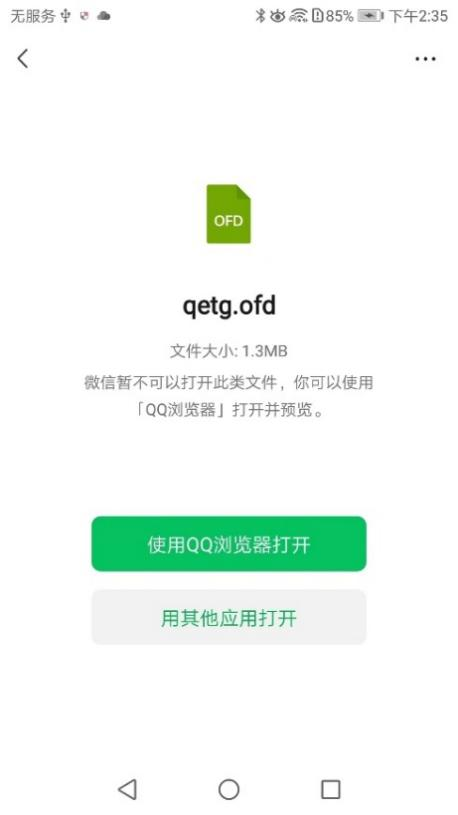 无服务 85% 下午2:35
OFD
qetg.ofd
文件大小: 1.3MB
微信暂不可以打开此类文件，你可以使用
「QQ浏览器」打开并预览。
使用QQ浏览器打开
用其他应用打开